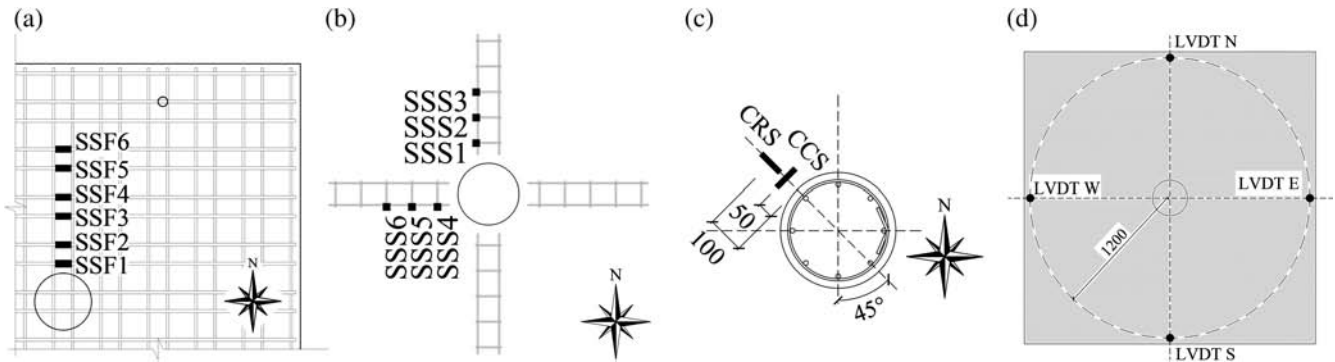 (a)
SSF6
SSF5
SSF4
SSF3
SSF2
SSF1
N
(b)
SSS3
SSS2
SSS1
SSS6
SSS5
SSS4
N
(c)
CRS
CCS
50
100
45°
N
(d)
LVDT N
LVDT W
LVDT E
1200
LVDT S